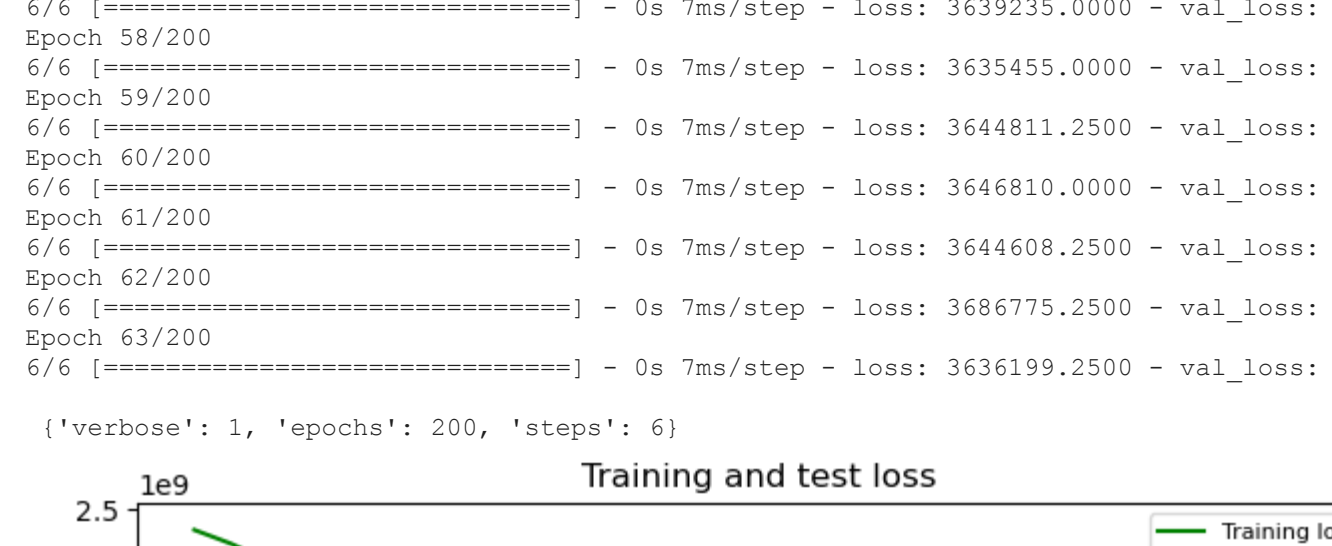 6/6 [==============================] - 0s 7ms/step - loss: 3639235.0000 - val_loss:
Epoch 58/200
6/6 [==============================] - 0s 7ms/step - loss: 3635455.0000 - val_loss:
Epoch 59/200
6/6 [==============================] - 0s 7ms/step - loss: 3644811.2500 - val_loss:
Epoch 60/200
6/6 [==============================] - 0s 7ms/step - loss: 3646810.0000 - val_loss:
Epoch 61/200
6/6 [==============================] - 0s 7ms/step - loss: 3644608.2500 - val_loss:
Epoch 62/200
6/6 [==============================] - 0s 7ms/step - loss: 3686775.2500 - val_loss:
Epoch 63/200
6/6 [==============================] - 0s 7ms/step - loss: 3636199.2500 - val_loss:
{'verbose': 1, 'epochs': 200, 'steps': 6}
Training and test loss
1e9
2.5
Training